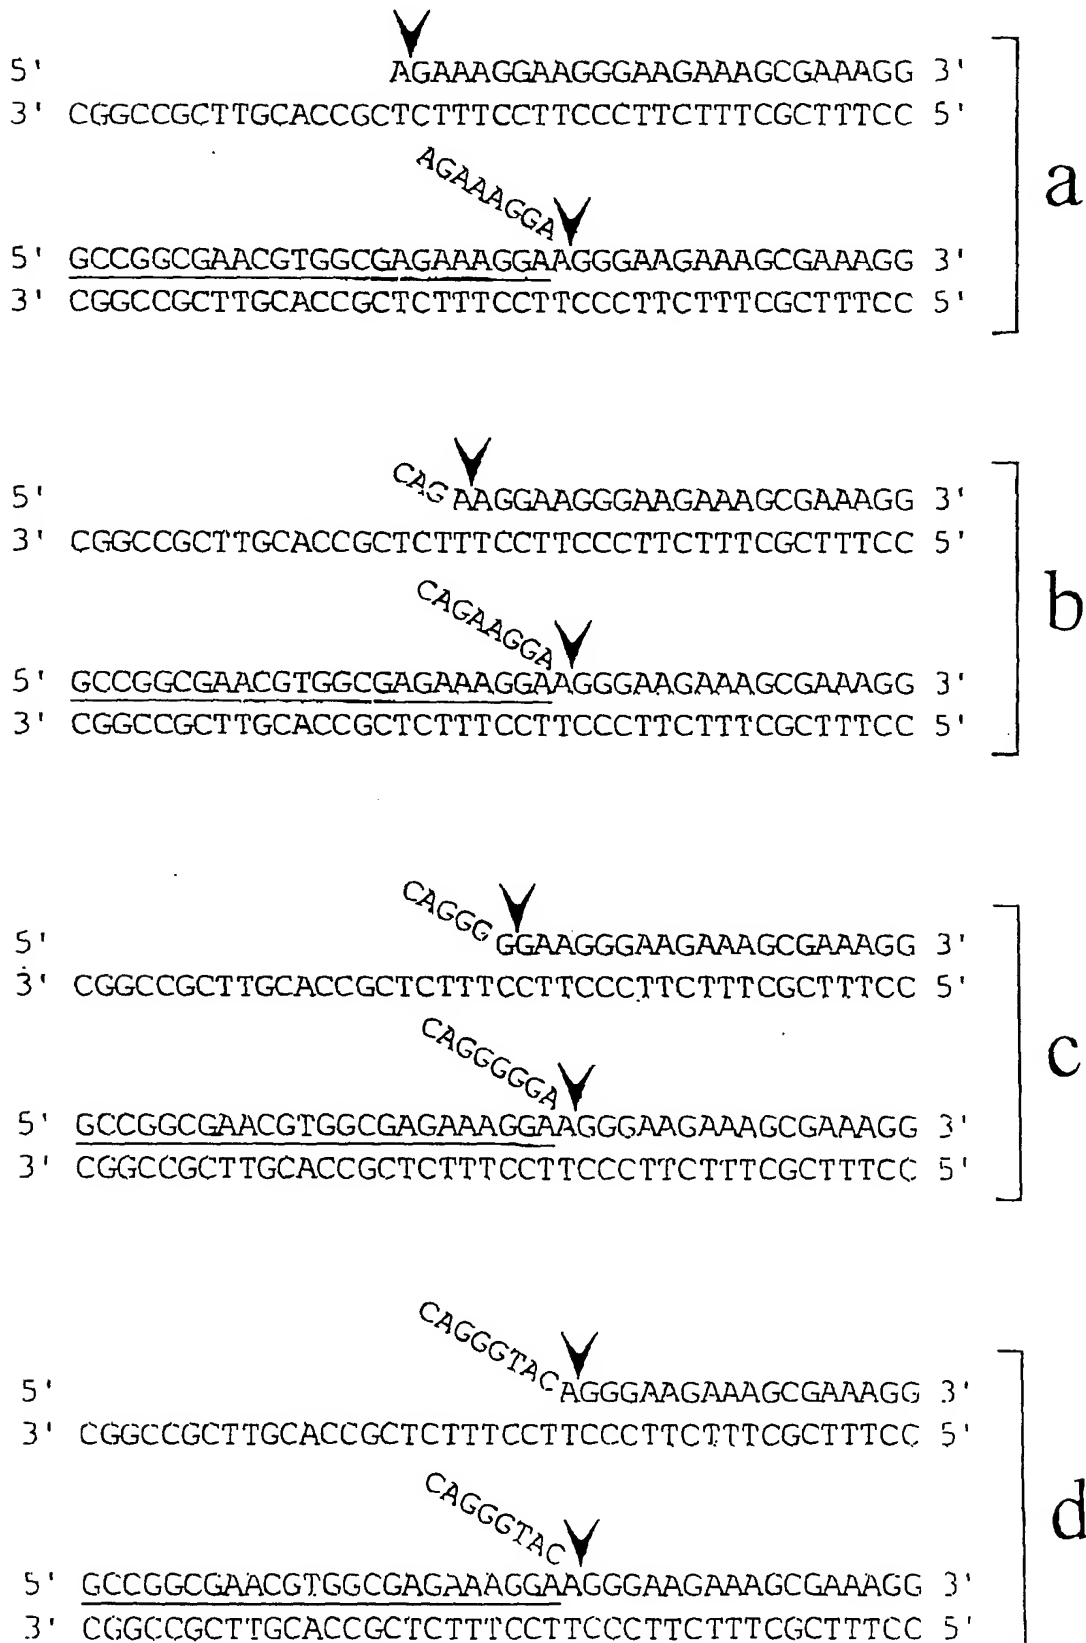 5' AGAAAGGAAGGGAAGAAAGCGAAAGG 3'
3' CGGCCGCTTGCACCGCTCTTTCCTTCCCTTCTTTCGCTTTCC 5'
AGAAAGGA
5' GCCGGCGAACGTGGCGAGAAAGGAAGGGAAGAAAGCGAAAGG 3'
3' CGGCCGCTTGCACCGCTCTTTCCTTCCCTTCTTTCGCTTTCC 5'
a
CAG
5' AAGGAAGGGAAGAAAGCGAAAGG 3'
3' CGGCCGCTTGCACCGCTCTTTCCTTCCCTTCTTTCGCTTTCC 5'
CAGAAGGA
5' GCCGGCGAACGTGGCGAGAAAGGAAGGGAAGAAAGCGAAAGG 3'
3' CGGCCGCTTGCACCGCTCTTTCCTTCCCTTCTTTCGCTTTCC 5'
b
CAGGG
5' GGAAGGGAAGAAAGCGAAAGG 3'
3' CGGCCGCTTGCACCGCTCTTTCCTTCCCTTCTTTCGCTTTCC 5'
CAGGGGGA
5' GCCGGCGAACGTGGCGAGAAAGGAAGGGAAGAAAGCGAAAGG 3'
3' CGGCCGCTTGCACCGCTCTTTCCTTCCCTTCTTTCGCTTTCC 5'
c
CAGGGTAC
5' AGGGAAGAAAGCGAAAGG 3'
3' CGGCCGCTTGCACCGCTCTTTCCTTCCCTTCTTTCGCTTTCC 5'
CAGGGTAC
5' GCCGGCGAACGTGGCGAGAAAGGAAGGGAAGAAAGCGAAAGG 3'
3' CGGCCGCTTGCACCGCTCTTTCCTTCCCTTCTTTCGCTTTCC 5'
d